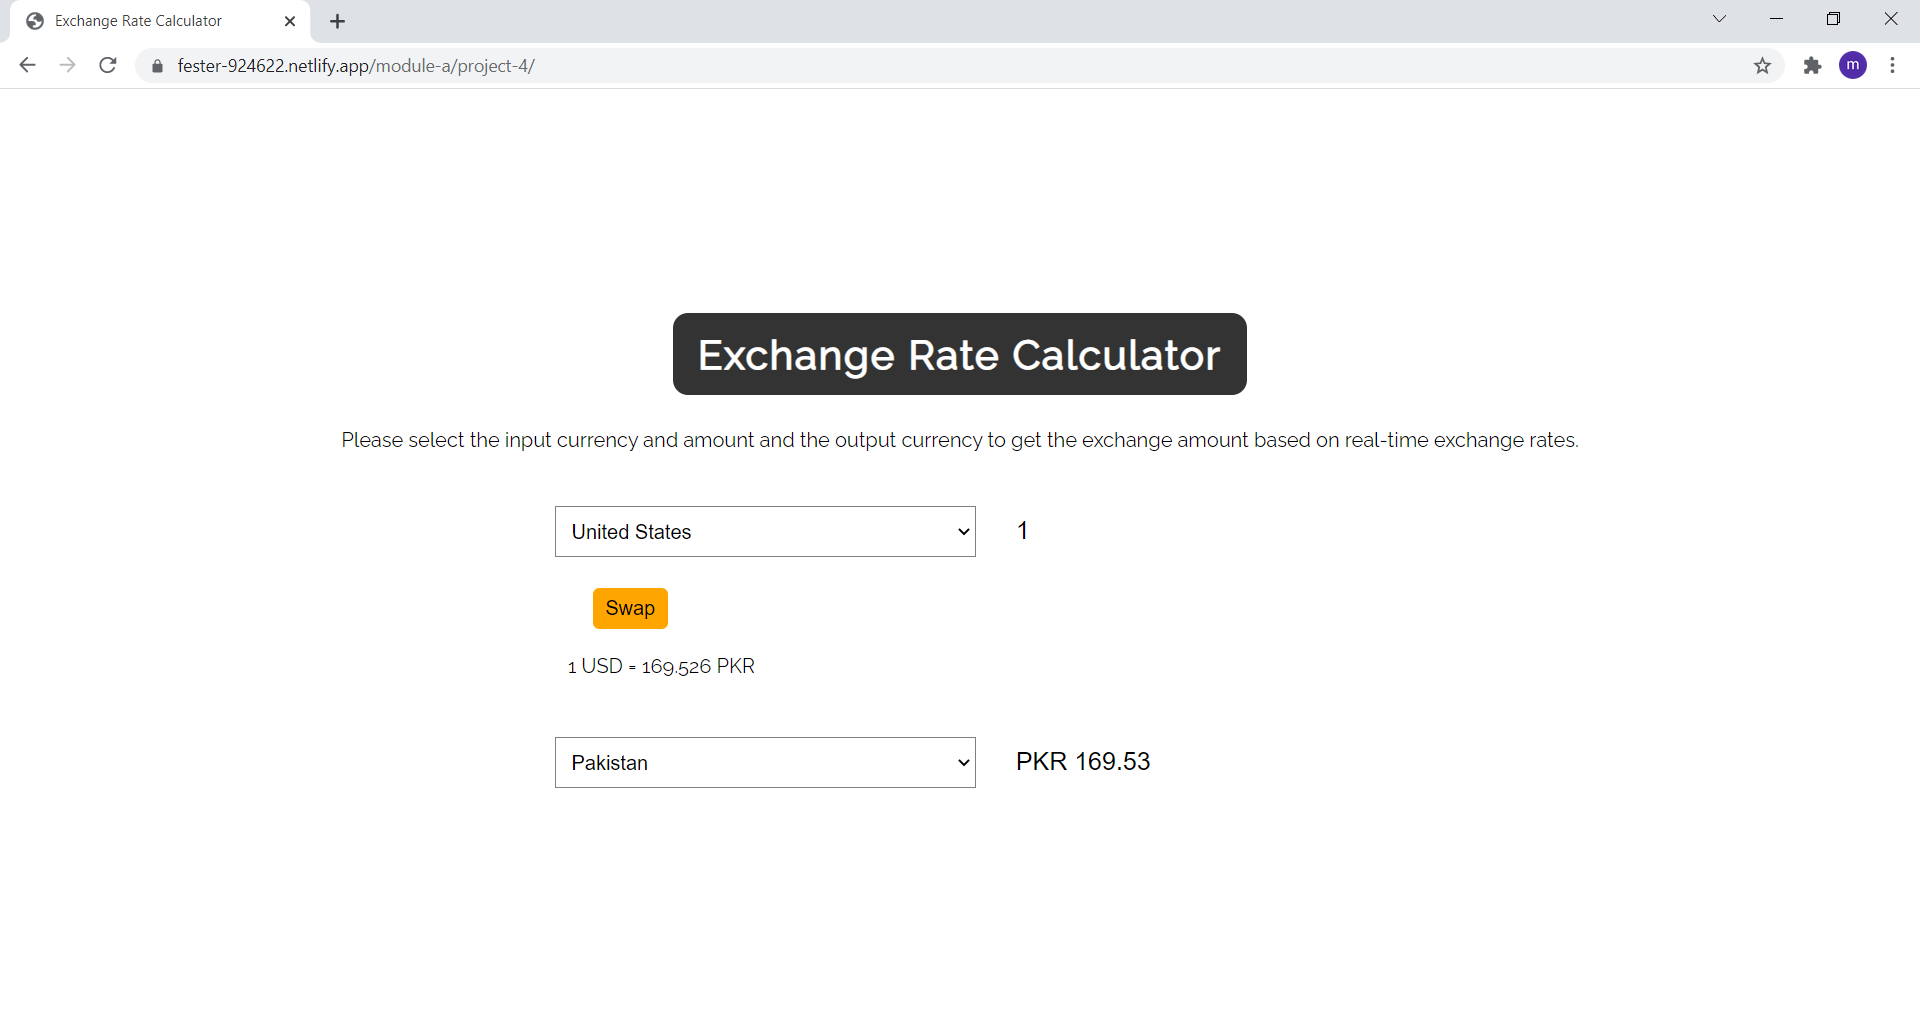 Exchange Rate Calculator
fester-924622.netlify.app/module-a/project-4/
m
Exchange Rate Calculator
Please select the input currency and amount and the output currency to get the exchange amount based on real-time exchange rates.
United States 1
Swap
1 USD = 169.526 PKR
Pakistan PKR 169.53